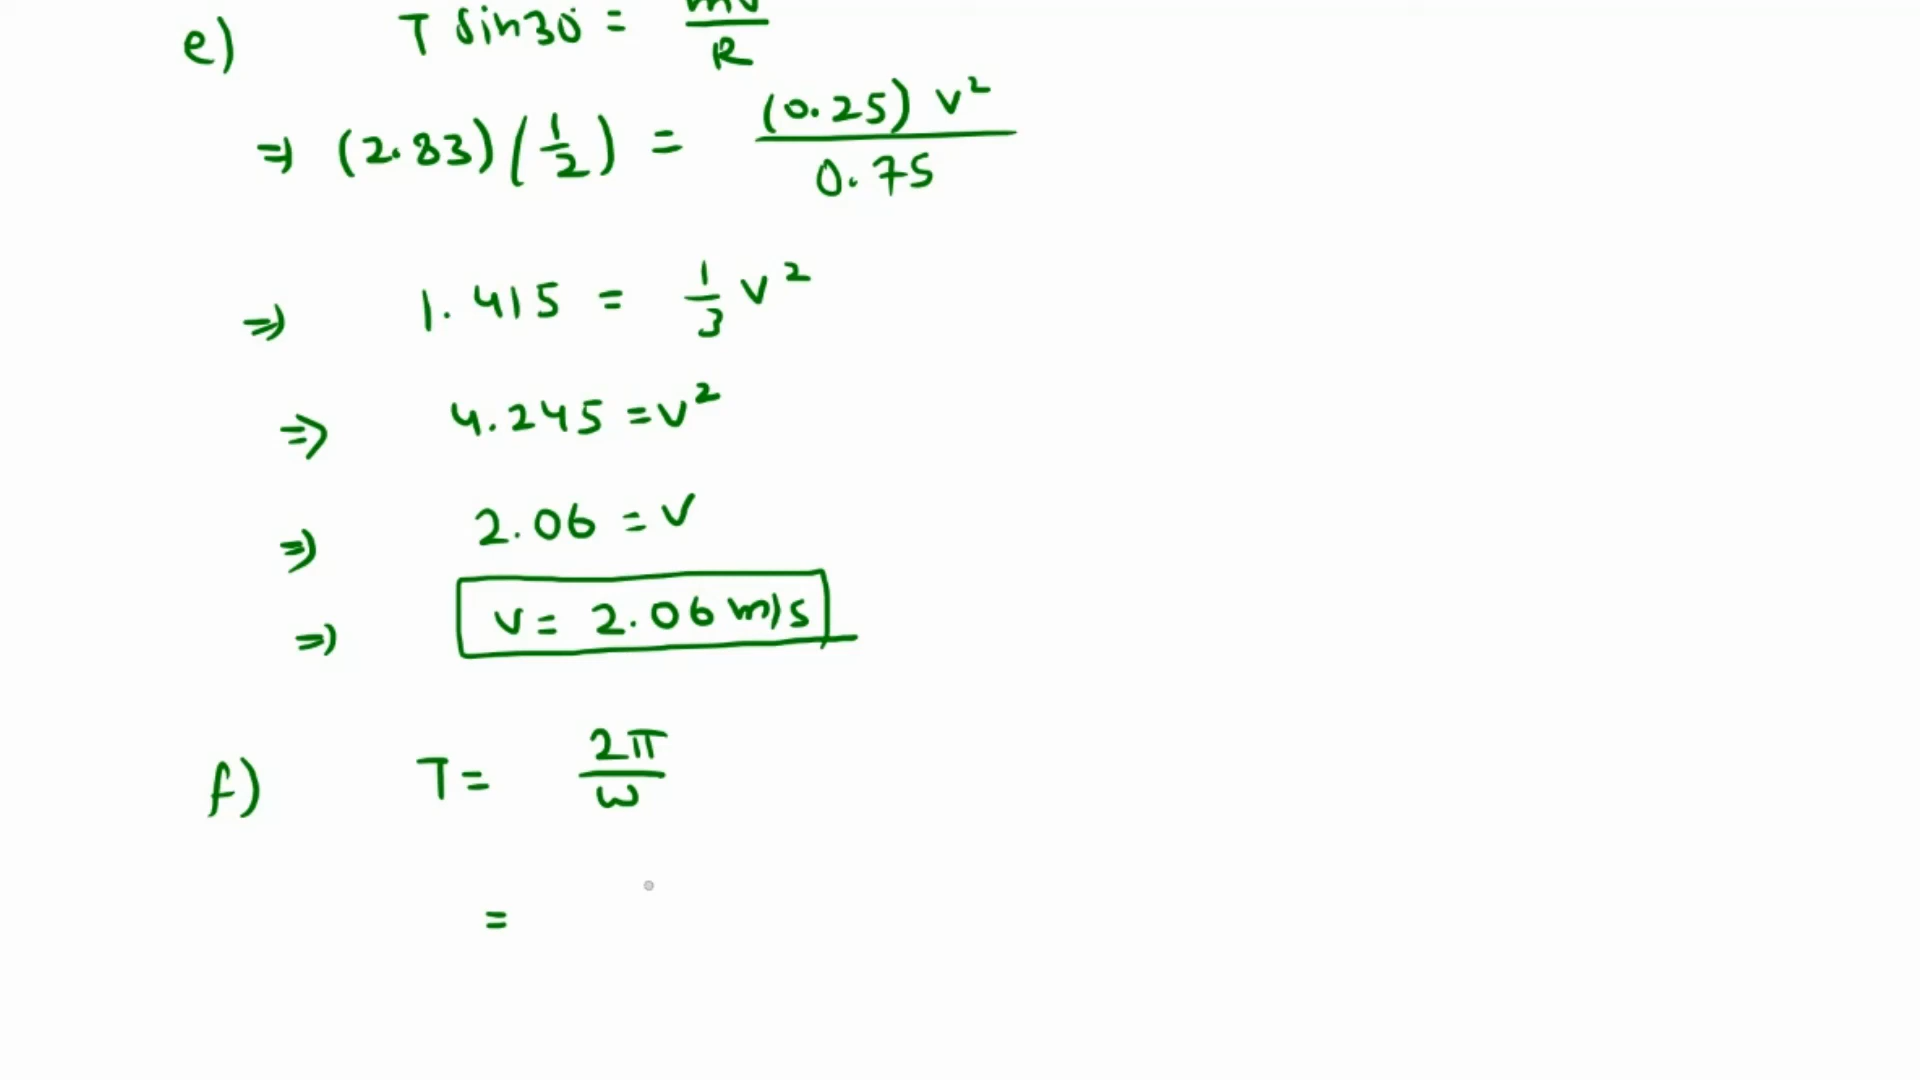 e) T sin30 = mv/R
⇒ (2.83)(1/2) = (0.25) v²/0.75
⇒ 1.415 = 1/3 v²
⇒ 4.245 = v²
⇒ 2.06 = v
⇒ v = 2.06 m/s
f) T = 2π/ω
=